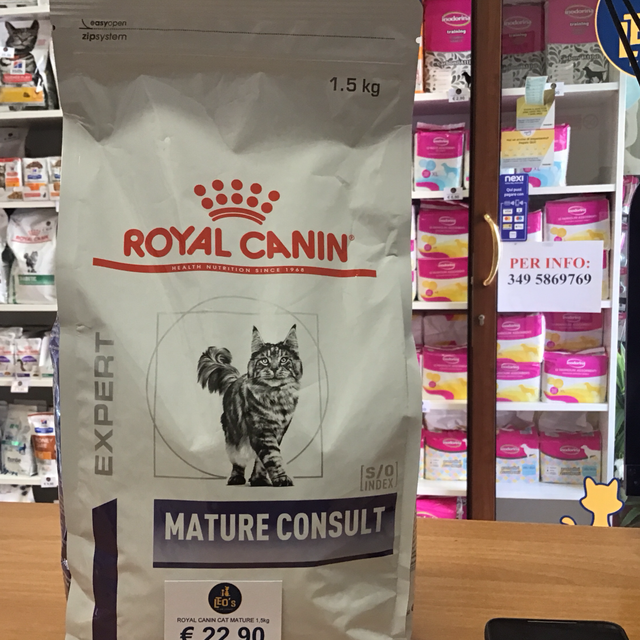 easyopen
zipsystem
1.5 kg
ROYAL CANIN
HEALTH NUTRITION SINCE 1968
EXPERT
S/O
INDEX
MATURE CONSULT
LEO's
ROYAL CANIN CAT MATURE 1,5kg
€ 22,90
nexi
PER INFO:
349 5869769